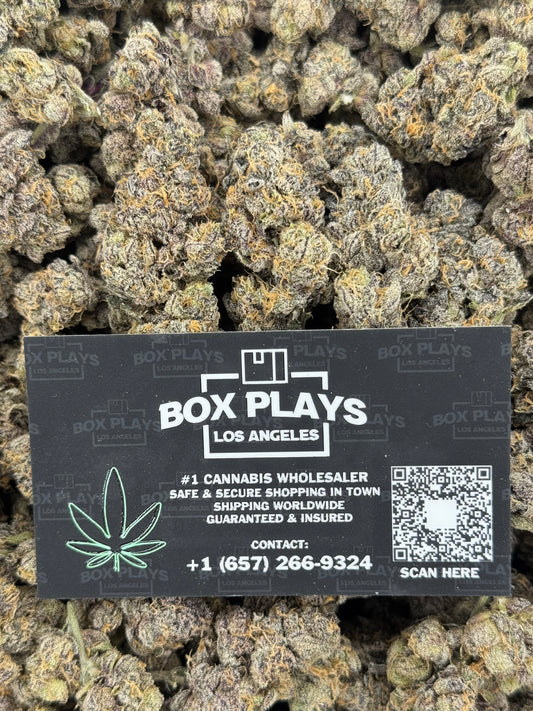 BOX PLAYS
LOS ANGELES
#1 CANNABIS WHOLESALER
SAFE & SECURE SHOPPING IN TOWN
SHIPPING WORLDWIDE
GUARANTEED & INSURED
CONTACT:
+1 (657) 266-9324
SCAN HERE